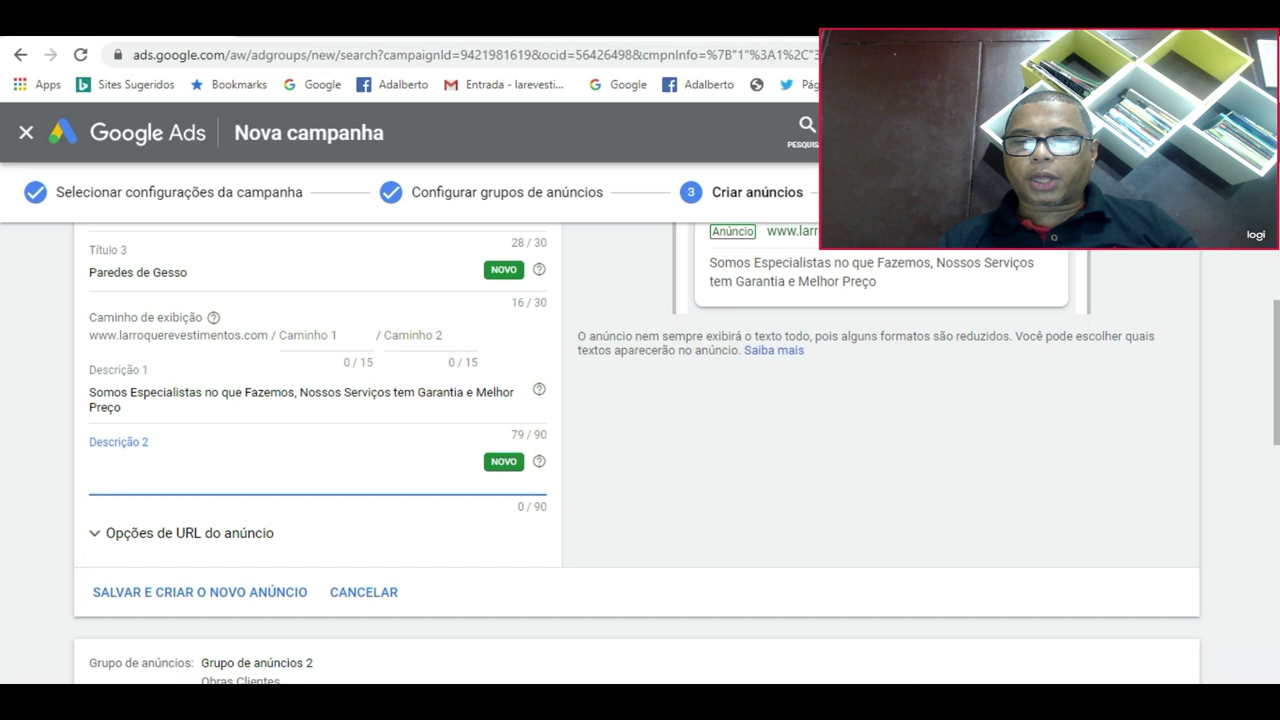 ads.google.com/aw/adgroups/new/search?campaignId=9421981619&ocid=56426498&cmpnInfo=%7B"1"%3A1%2C"
Apps Sites Sugeridos Bookmarks Google Adalberto Entrada - larevesti... Google Adalberto
Google Ads Nova campanha
PESQUIS
Selecionar configurações da campanha Configurar grupos de anúncios 3 Criar anúncios
28 / 30
Título 3
Paredes de Gesso
NOVO
16 / 30
Caminho de exibição
www.larroquerevestimentos.com / Caminho 1 / Caminho 2
0 / 15 0 / 15
Descrição 1
Somos Especialistas no que Fazemos, Nossos Serviços tem Garantia e Melhor
Preço
79 / 90
Descrição 2
NOVO
0 / 90
Opções de URL do anúncio
SALVAR E CRIAR O NOVO ANÚNCIO CANCELAR
Grupo de anúncios: Grupo de anúncios 2
Obras Clientes
Anúncio www.larr
Somos Especialistas no que Fazemos, Nossos Serviços
tem Garantia e Melhor Preço
O anúncio nem sempre exibirá o texto todo, pois alguns formatos são reduzidos. Você pode escolher quais
textos aparecerão no anúncio. Saiba mais
logi